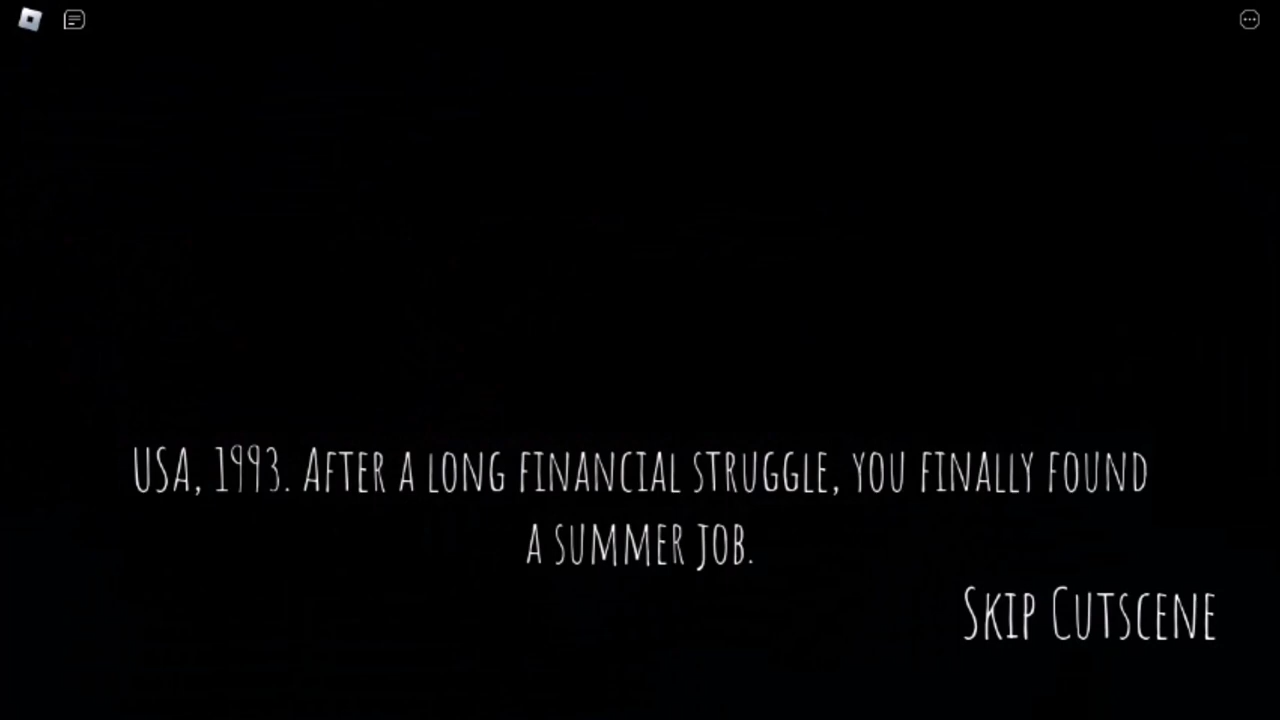 USA, 1993. After a long financial struggle, you finally found
a summer job.
Skip Cutscene